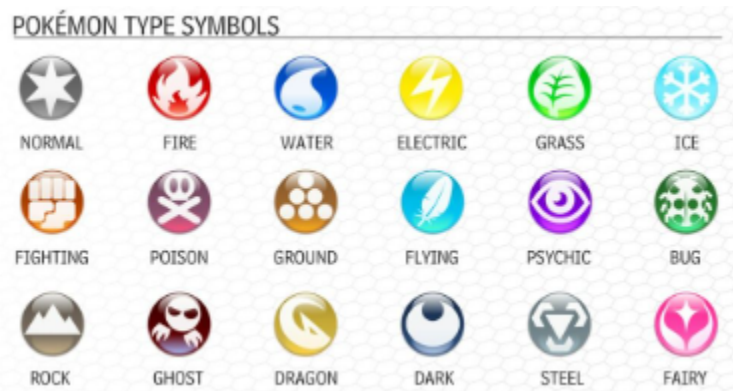 POKÉMON TYPE SYMBOLS
NORMAL FIRE WATER ELECTRIC GRASS ICE
FIGHTING POISON GROUND FLYING PSYCHIC BUG
ROCK GHOST DRAGON DARK STEEL FAIRY